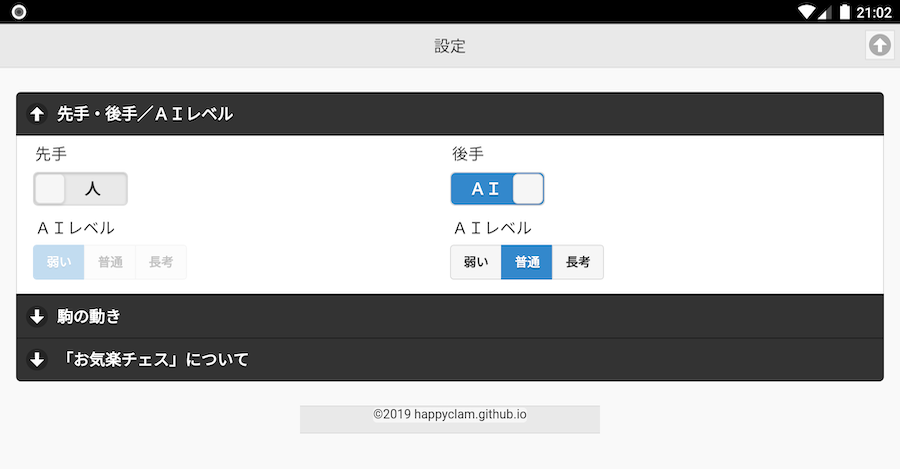 21:02
設定
先手・後手／ＡＩレベル
先手
後手
人
ＡＩ
ＡＩレベル
ＡＩレベル
弱い 普通 長考
弱い 普通 長考
駒の動き
「お気楽チェス」について
©2019 happyclam.github.io